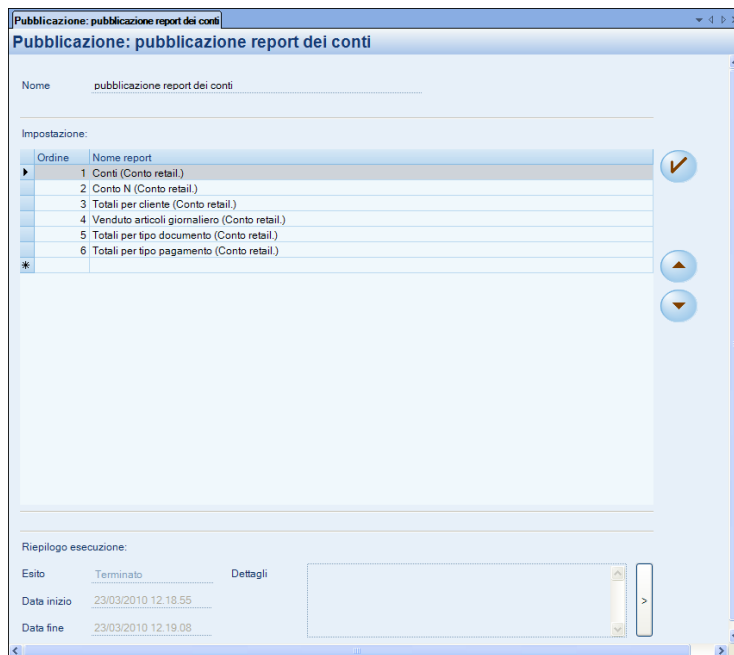 Pubblicazione: pubblicazione report dei conti
Pubblicazione: pubblicazione report dei conti
Nome pubblicazione report dei conti
Impostazione:
Ordine Nome report
1 Conti (Conto retail.)
2 Conto N (Conto retail.)
3 Totali per cliente (Conto retail.)
4 Venduto articoli giornaliero (Conto retail.)
5 Totali per tipo documento (Conto retail.)
6 Totali per tipo pagamento (Conto retail.)
Riepilogo esecuzione:
Esito Terminato Dettagli
Data inizio 23/03/2010 12.18.55
>
Data fine 23/03/2010 12.19.08